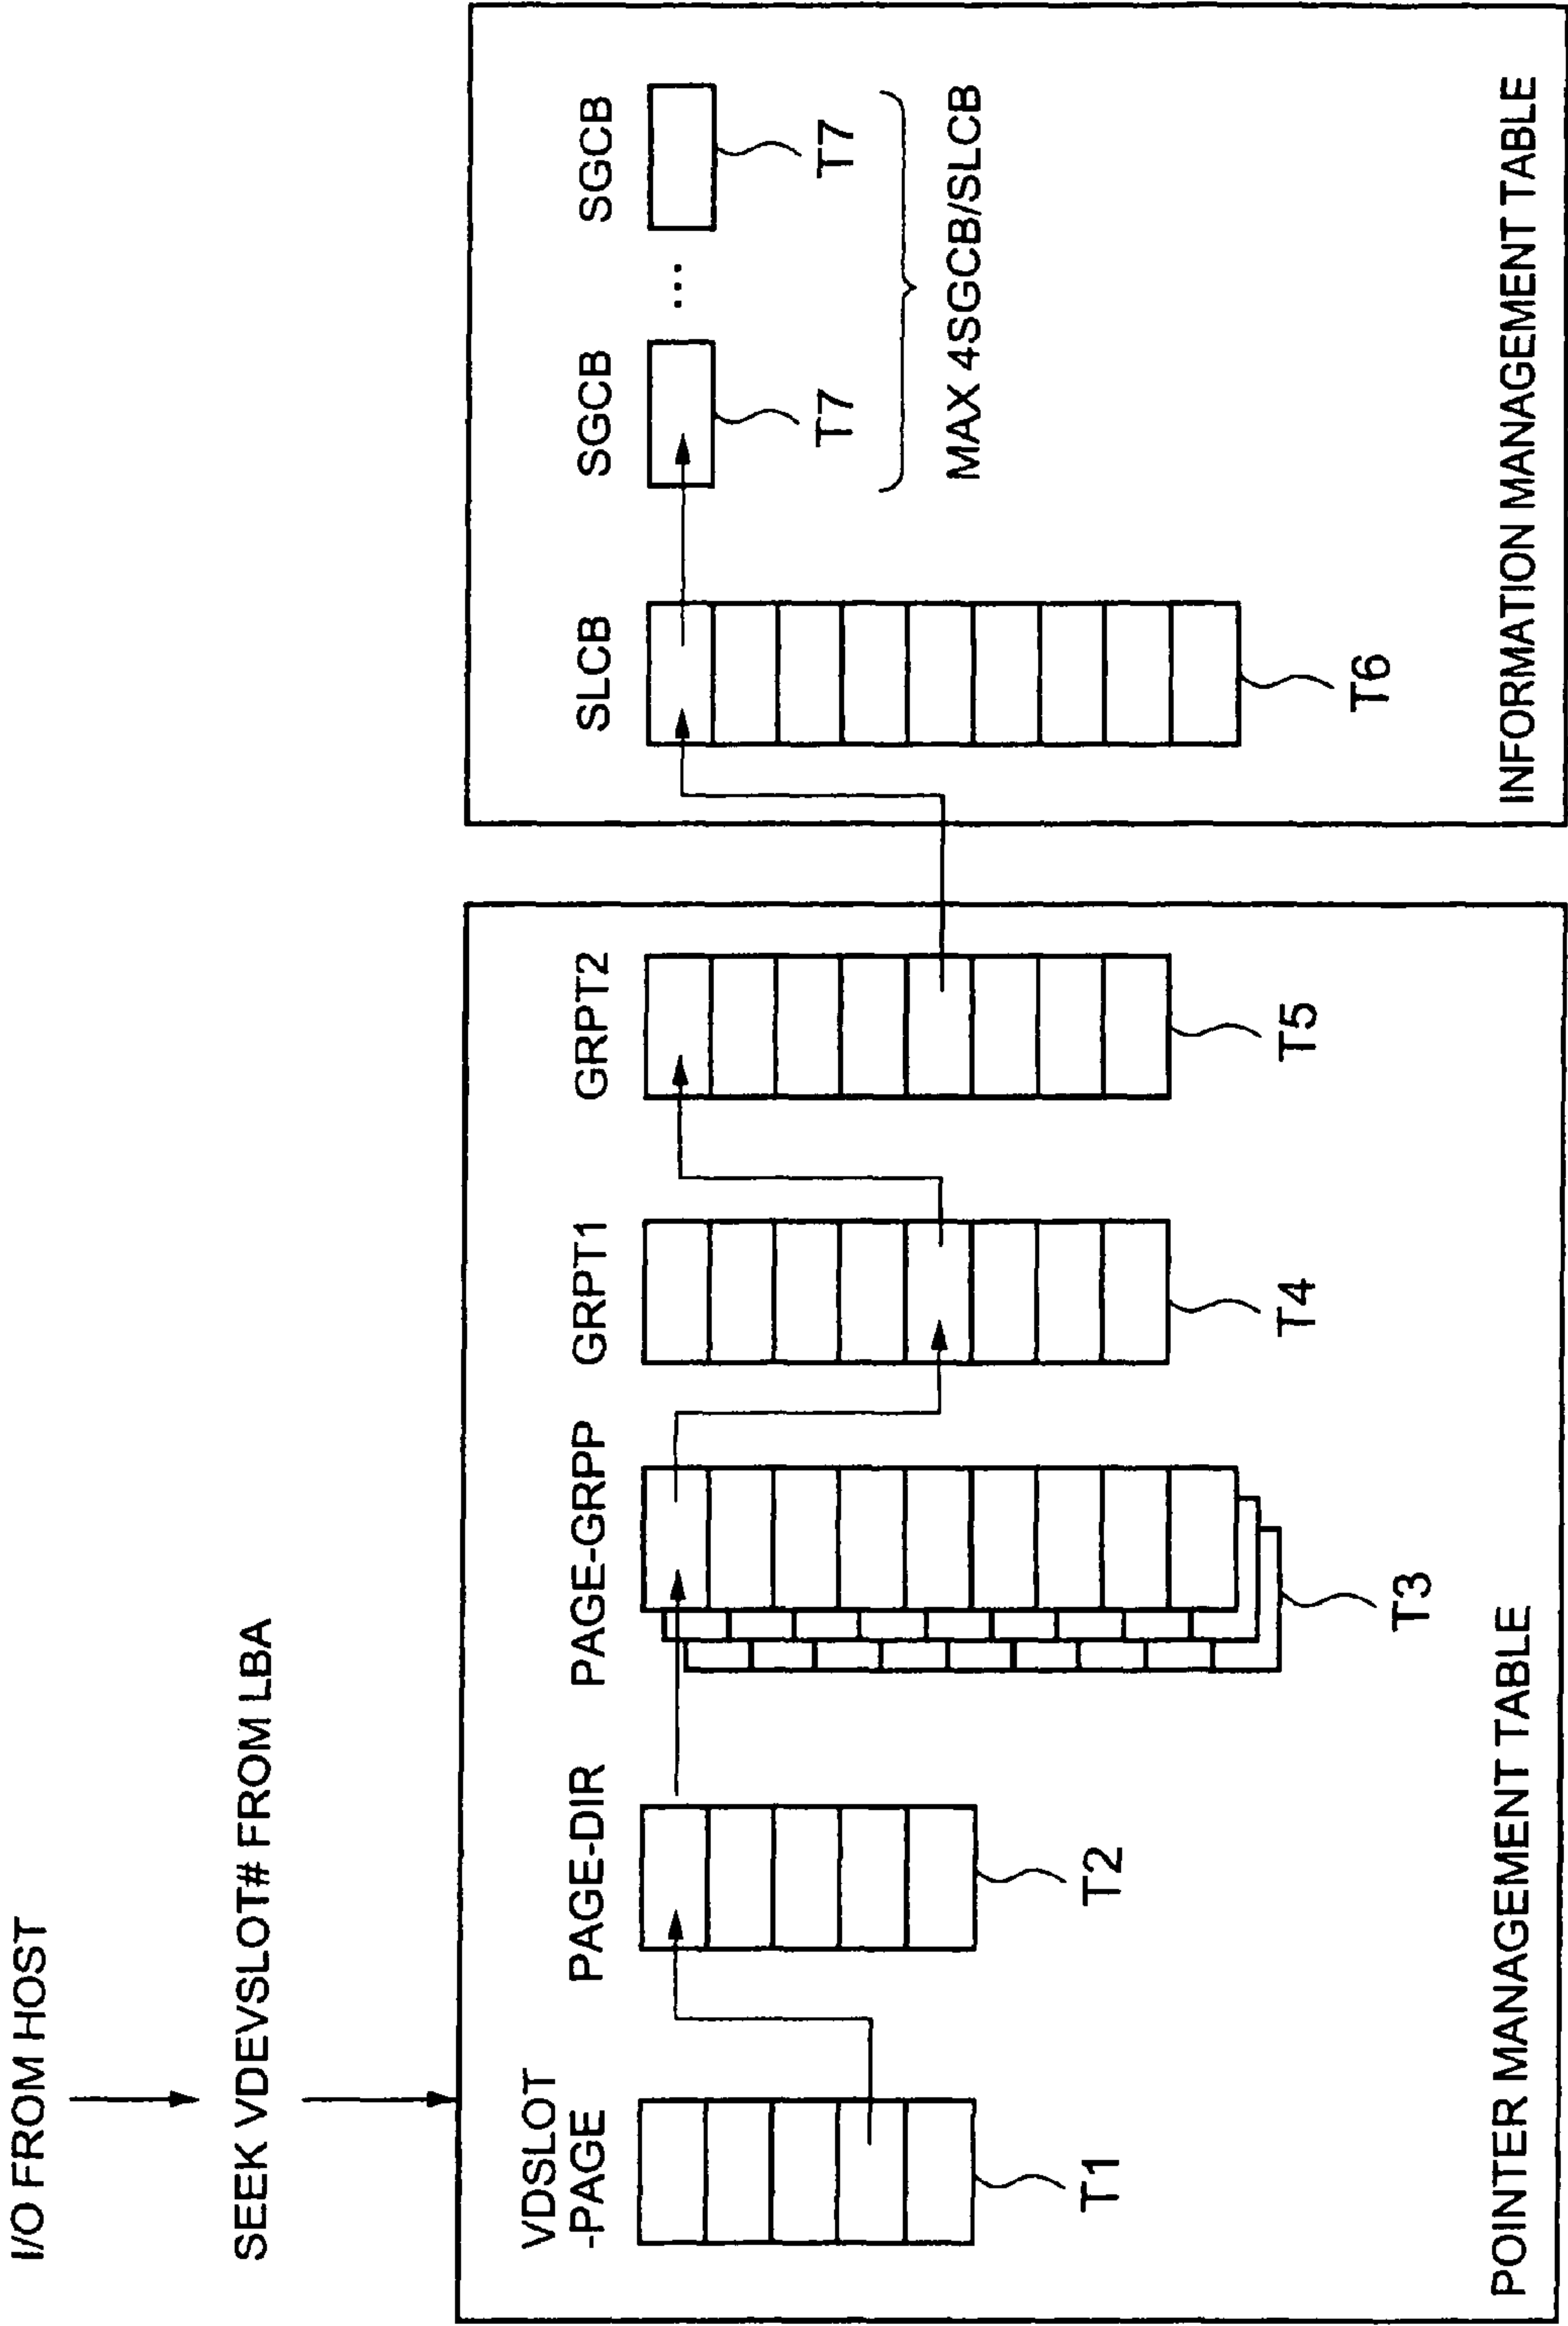 I/O FROM HOST
SEEK VDEVSLOT# FROM LBA
VDSLOT
-PAGE
PAGE-DIR
PAGE-GRPP
GRPT1
GRPT2
T1
T2
T3
T4
T5
POINTER MANAGEMENT TABLE
SLCB
SGCB
...
SGCB
T6
T7
T7
MAX 4SGCB/SLCB
INFORMATION MANAGEMENT TABLE